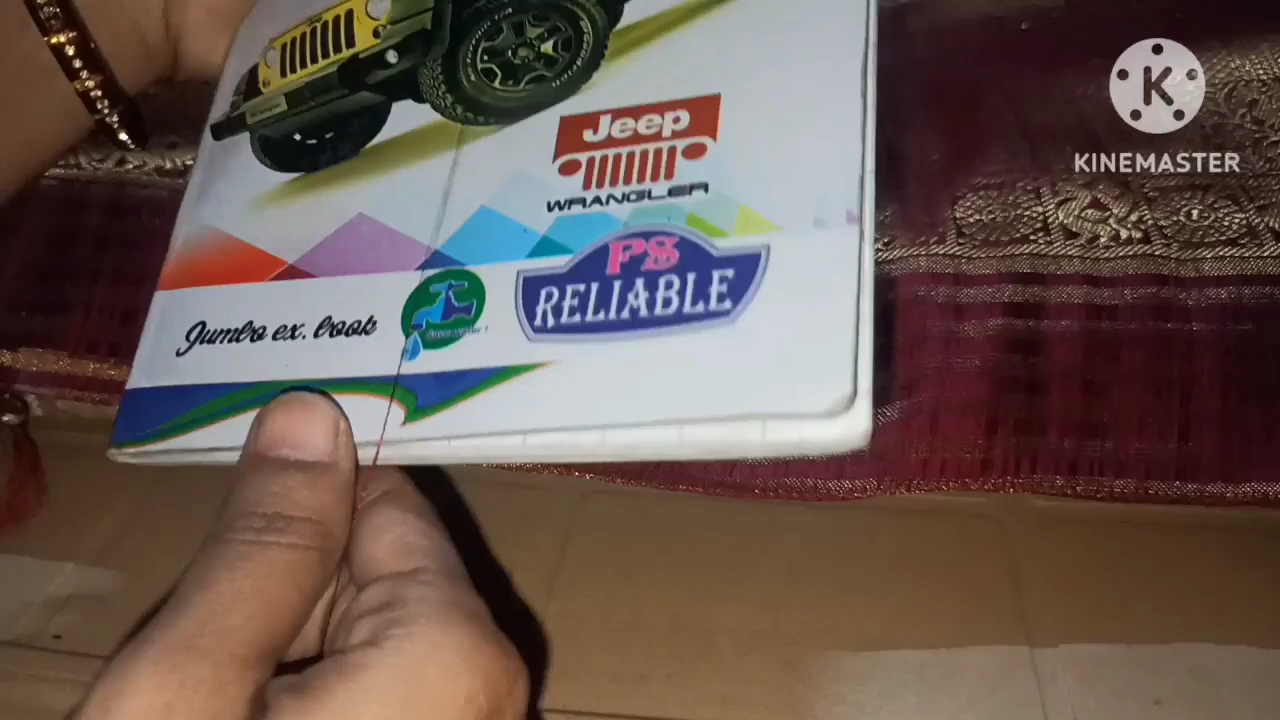 Jeep
WRANGLER
PS
RELIABLE
Jumbo ex. book
K
KINEMASTER